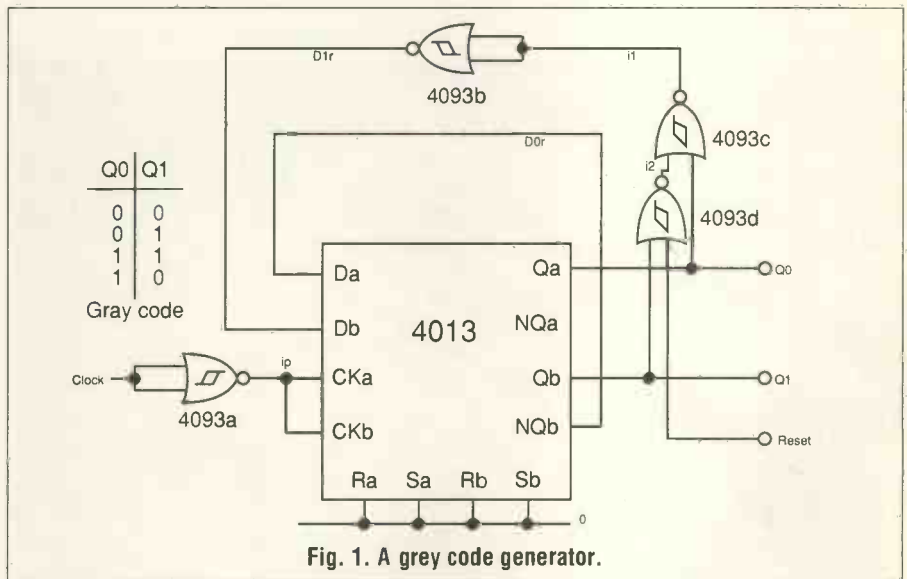 D1r
i1
4093b
4093c
D0r
i2
4093d
Q0 Q1
0 0
0 1
1 1
1 0
Gray code
Da
Qa
Q0
NQa
Db
4013
Clock
ip
CKa
Qb
Q1
4093a
CKb
NQb
Reset
Ra Sa Rb Sb
0
Fig. 1. A grey code generator.